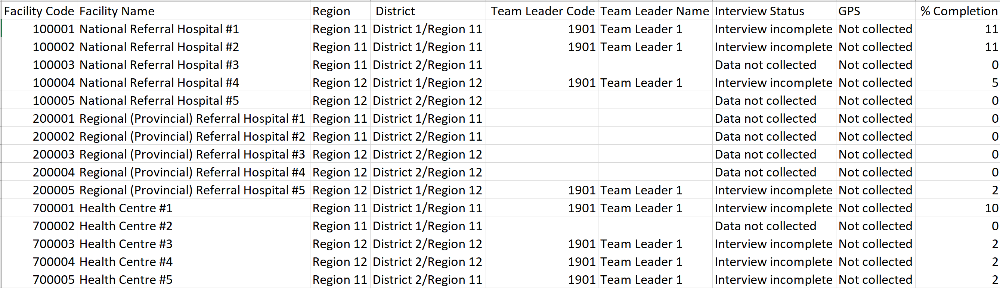 Facility Code Facility Name Region District Team Leader Code Team Leader Name Interview Status GPS % Completion
100001 National Referral Hospital #1 Region 11 District 1/Region 11 1901 Team Leader 1 Interview incomplete Not collected 11
100002 National Referral Hospital #2 Region 11 District 1/Region 11 1901 Team Leader 1 Interview incomplete Not collected 11
100003 National Referral Hospital #3 Region 11 District 2/Region 11 Data not collected Not collected 0
100004 National Referral Hospital #4 Region 12 District 1/Region 12 1901 Team Leader 1 Interview incomplete Not collected 5
100005 National Referral Hospital #5 Region 12 District 2/Region 12 Data not collected Not collected 0
200001 Regional (Provincial) Referral Hospital #1 Region 11 District 1/Region 11 Data not collected Not collected 0
200002 Regional (Provincial) Referral Hospital #2 Region 11 District 2/Region 11 Data not collected Not collected 0
200003 Regional (Provincial) Referral Hospital #3 Region 12 District 2/Region 12 Data not collected Not collected 0
200004 Regional (Provincial) Referral Hospital #4 Region 12 District 2/Region 12 Data not collected Not collected 0
200005 Regional (Provincial) Referral Hospital #5 Region 12 District 1/Region 12 1901 Team Leader 1 Interview incomplete Not collected 2
700001 Health Centre #1 Region 11 District 1/Region 11 1901 Team Leader 1 Interview incomplete Not collected 10
700002 Health Centre #2 Region 11 District 1/Region 11 Data not collected Not collected 0
700003 Health Centre #3 Region 12 District 2/Region 12 1901 Team Leader 1 Interview incomplete Not collected 2
700004 Health Centre #4 Region 12 District 2/Region 12 1901 Team Leader 1 Interview incomplete Not collected 2
700005 Health Centre #5 Region 11 District 2/Region 11 1901 Team Leader 1 Interview incomplete Not collected 2